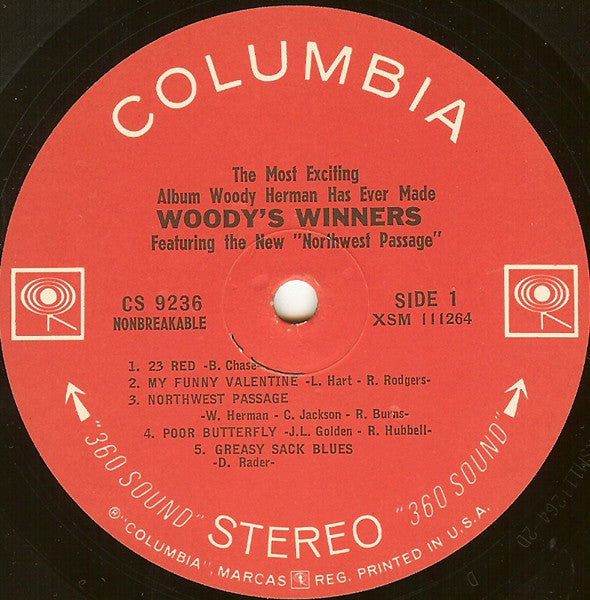 COLUMBIA
The Most Exciting
Album Woody Herman Has Ever Made
WOODY'S WINNERS
Featuring the New "Northwest Passage"
CS 9236
NONBREAKABLE
SIDE 1
XSM 111264
1. 23 RED -B. Chase-
2. MY FUNNY VALENTINE -L. Hart - R. Rodgers-
3. NORTHWEST PASSAGE
-W. Herman - C. Jackson - R. Burns-
4. POOR BUTTERFLY -J.L. Golden - R. Hubbell-
5. GREASY SACK BLUES
-D. Rader-
"360 SOUND" STEREO "360 SOUND"
® "COLUMBIA", MARCAS REG. PRINTED IN U.S.A.